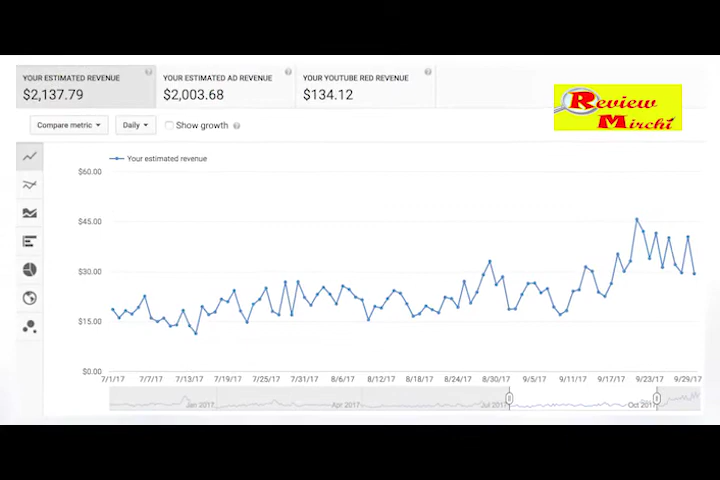 YOUR ESTIMATED REVENUE
$2,137.79
YOUR ESTIMATED AD REVENUE
$2,003.68
YOUR YOUTUBE RED REVENUE
$134.12
Review
Mirchi
Compare metric
Daily
Show growth
Your estimated revenue
$60.00
$45.00
$30.00
$15.00
$0.00
7/1/17 7/7/17 7/13/17 7/19/17 7/25/17 7/31/17 8/6/17 8/12/17 8/18/17 8/24/17 8/30/17 9/5/17 9/11/17 9/17/17 9/23/17 9/29/17
Jan 2017 Apr 2017 Jul 2017 Oct 2017